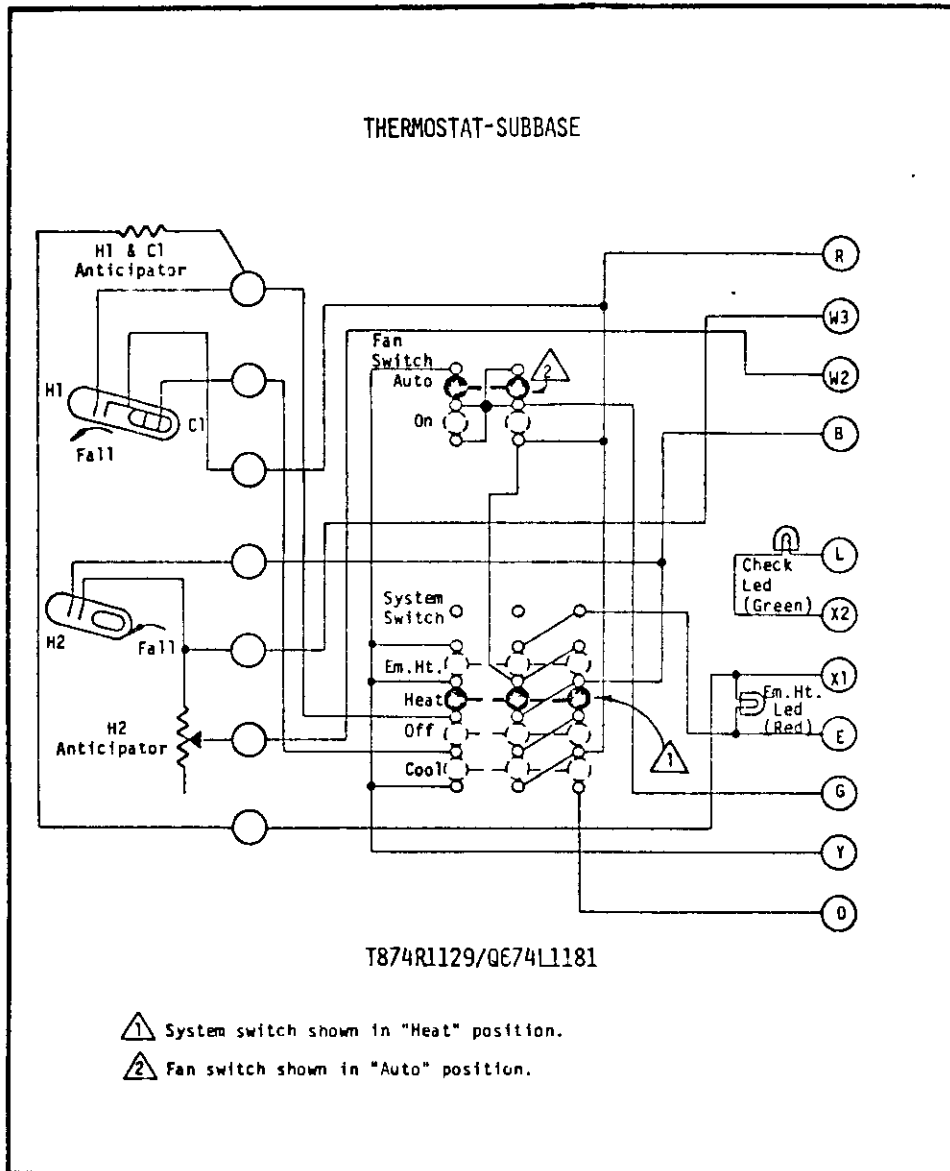 THERMOSTAT-SUBBASE
H1 & C1
Anticipator
R
W3
Fan
Switch
Auto
2
W2
H1
C1
On
Fall
B
L
Check
Led
(Green)
System
Switch
X2
H2
Fall
Em.Ht.
X1
Heat
Em.Ht.
Led
(Red)
H2
Anticipator
Off
E
1
Cool
G
Y
O
T874R1129/Q674L1181
1 System switch shown in "Heat" position.
2 Fan switch shown in "Auto" position.